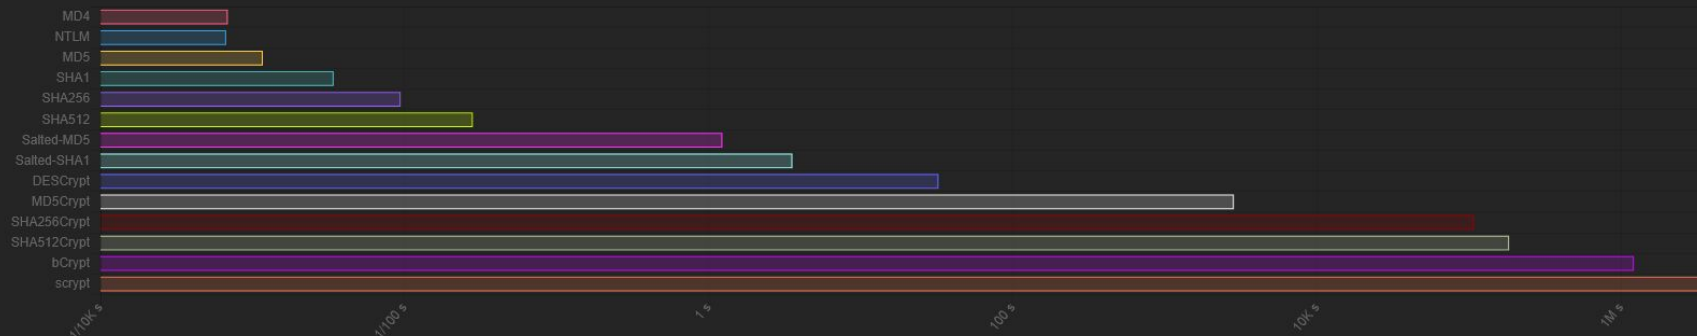 MD4
NTLM
MD5
SHA1
SHA256
SHA512
Salted-MD5
Salted-SHA1
DESCrypt
MD5Crypt
SHA256Crypt
SHA512Crypt
bCrypt
scrypt
1/10K s
1/100 s
1 s
100 s
10K s
1M s